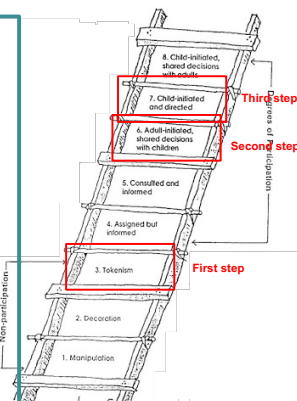 8. Child-initiated,
shared decisions
with adults
7. Child-initiated
and directed
Third step
6. Adult-initiated,
shared decisions
with children
Second step
Degrees of Participation
5. Consulted and
informed
4. Assigned but
informed
3. Tokenism
First step
2. Decoration
1. Manipulation
Non-participation